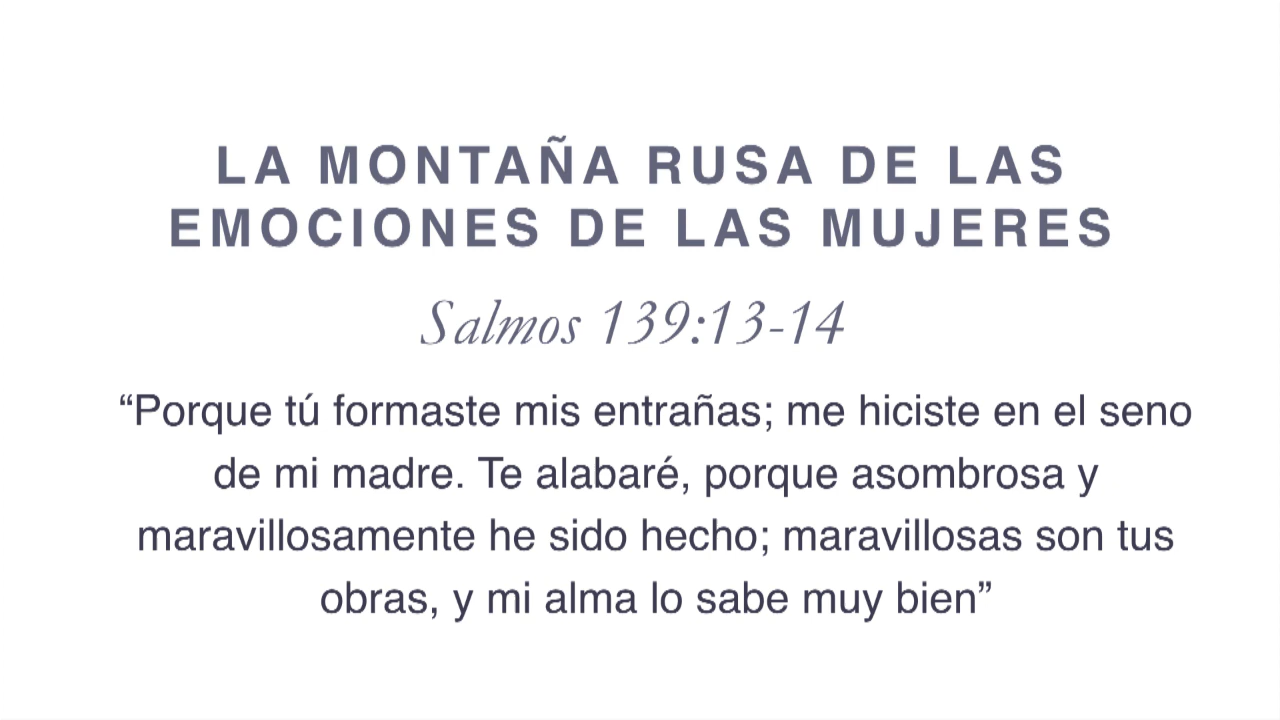 LA MONTAÑA RUSA DE LAS
EMOCIONES DE LAS MUJERES
Salmos 139:13-14
“Porque tú formaste mis entrañas; me hiciste en el seno
de mi madre. Te alabaré, porque asombrosa y
maravillosamente he sido hecho; maravillosas son tus
obras, y mi alma lo sabe muy bien”